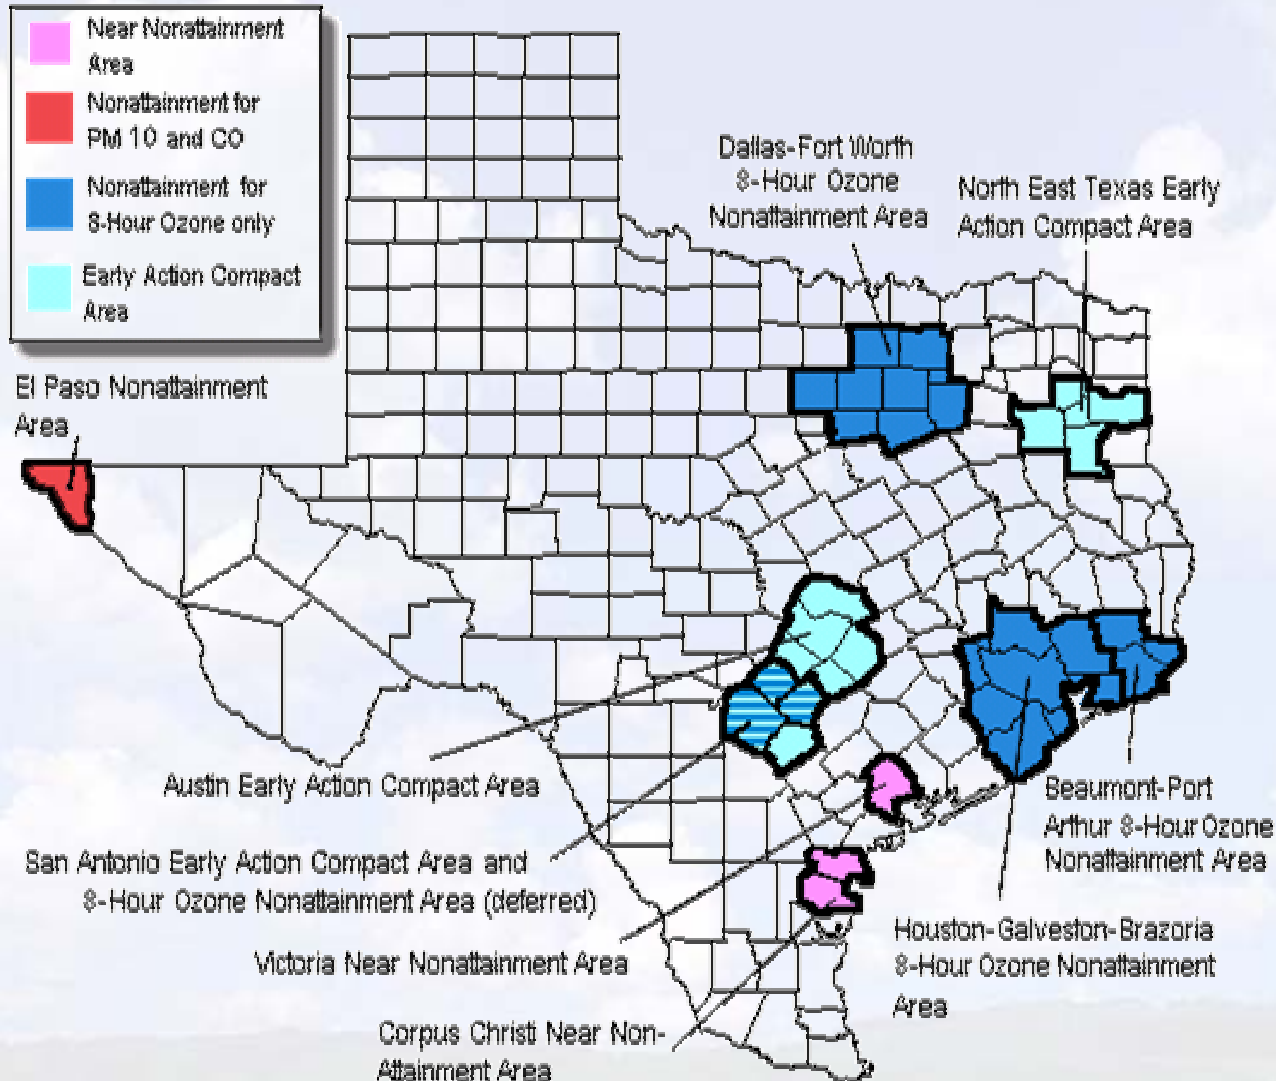 Near Nonattainment
Area
Nonattainment for
PM 10 and CO
Nonattainment for
8-Hour Ozone only
Early Action Compact
Area
Dallas-Fort Worth
8-Hour Ozone
Nonattainment Area
North East Texas Early
Action Compact Area
El Paso Nonattainment
Area
Austin Early Action Compact Area
San Antonio Early Action Compact Area and
8-Hour Ozone Nonattainment Area (deferred)
Victoria Near Nonattainment Area
Corpus Christi Near Non-
Attainment Area
Beaumont-Port
Arthur 8-Hour Ozone
Nonattainment Area
Houston-Galveston-Brazoria
8-Hour Ozone Nonattainment
Area